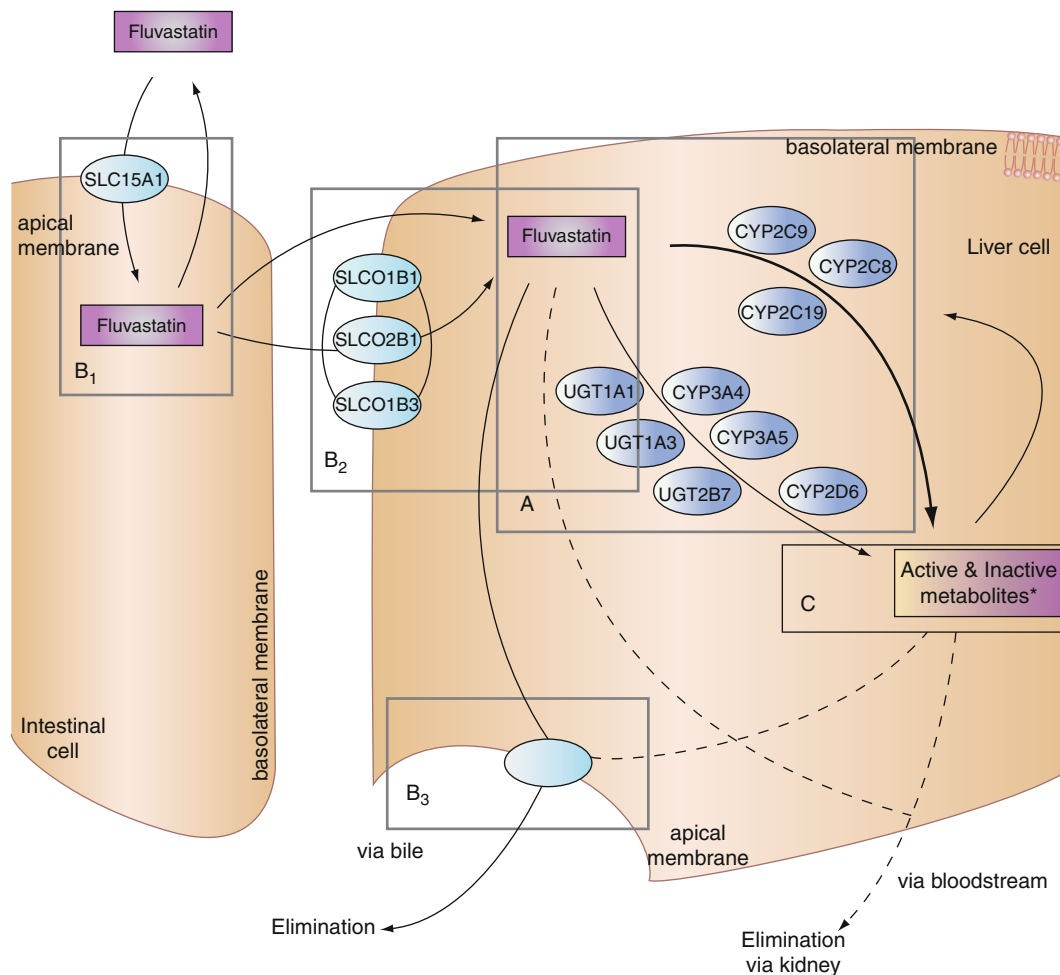 Fluvastatin
SLC15A1
apical
membrane
Fluvastatin
B1
Intestinal
cell
basolateral membrane
SLCO1B1
SLCO2B1
SLCO1B3
B2
basolateral
membrane
Fluvastatin
CYP2C9
CYP2C8
CYP2C19
Liver cell
UGT1A1
CYP3A4
UGT1A3
CYP3A5
UGT2B7
CYP2D6
A
Active & Inactive
metabolites*
C
B3
via bile
apical
membrane
Elimination
via bloodstream
Elimination
via kidney